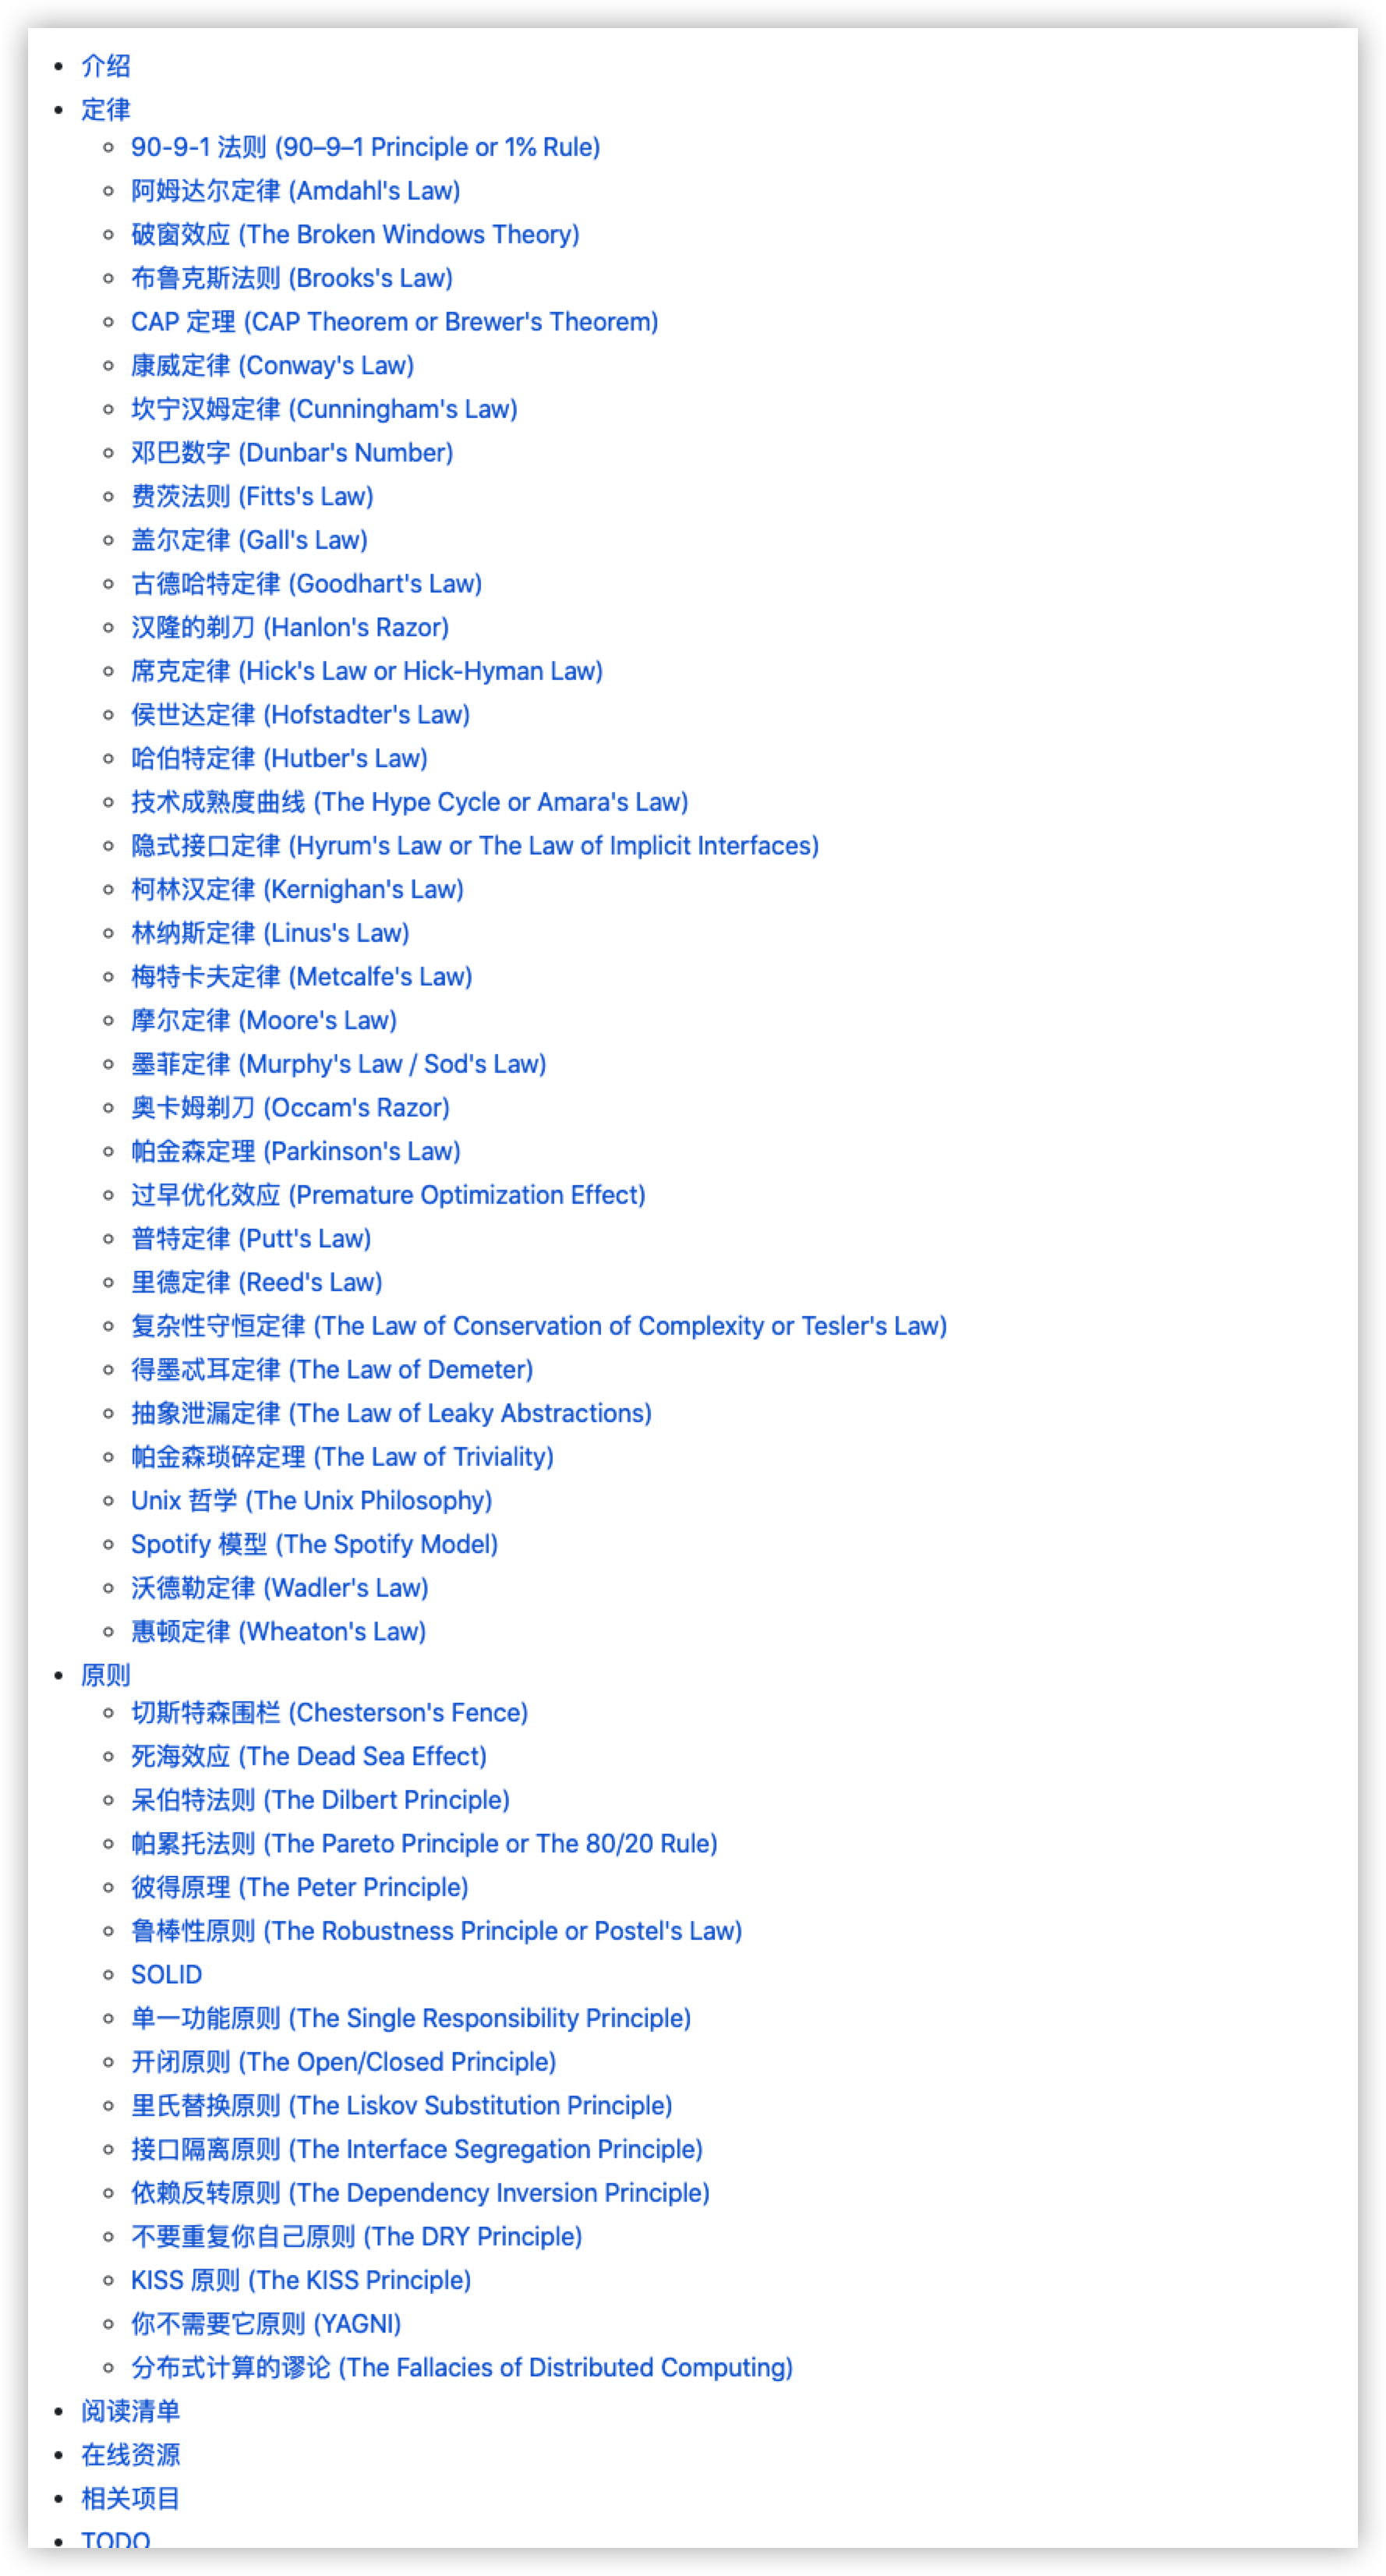 介绍
定律
90-9-1 法则 (90–9–1 Principle or 1% Rule)
阿姆达尔定律 (Amdahl's Law)
破窗效应 (The Broken Windows Theory)
布鲁克斯法则 (Brooks's Law)
CAP 定理 (CAP Theorem or Brewer's Theorem)
康威定律 (Conway's Law)
坎宁汉姆定律 (Cunningham's Law)
邓巴数字 (Dunbar's Number)
费茨法则 (Fitts's Law)
盖尔定律 (Gall's Law)
古德哈特定律 (Goodhart's Law)
汉隆的剃刀 (Hanlon's Razor)
席克定律 (Hick's Law or Hick-Hyman Law)
侯世达定律 (Hofstadter's Law)
哈伯特定律 (Hutber's Law)
技术成熟度曲线 (The Hype Cycle or Amara's Law)
隐式接口定律 (Hyrum's Law or The Law of Implicit Interfaces)
柯林汉定律 (Kernighan's Law)
林纳斯定律 (Linus's Law)
梅特卡夫定律 (Metcalfe's Law)
摩尔定律 (Moore's Law)
墨菲定律 (Murphy's Law / Sod's Law)
奥卡姆剃刀 (Occam's Razor)
帕金森定理 (Parkinson's Law)
过早优化效应 (Premature Optimization Effect)
普特定律 (Putt's Law)
里德定律 (Reed's Law)
复杂性守恒定律 (The Law of Conservation of Complexity or Tesler's Law)
得墨忒耳定律 (The Law of Demeter)
抽象泄漏定律 (The Law of Leaky Abstractions)
帕金森琐碎定理 (The Law of Triviality)
Unix 哲学 (The Unix Philosophy)
Spotify 模型 (The Spotify Model)
沃德勒定律 (Wadler's Law)
惠顿定律 (Wheaton's Law)
原则
切斯特森围栏 (Chesterson's Fence)
死海效应 (The Dead Sea Effect)
呆伯特法则 (The Dilbert Principle)
帕累托法则 (The Pareto Principle or The 80/20 Rule)
彼得原理 (The Peter Principle)
鲁棒性原则 (The Robustness Principle or Postel's Law)
SOLID
单一功能原则 (The Single Responsibility Principle)
开闭原则 (The Open/Closed Principle)
里氏替换原则 (The Liskov Substitution Principle)
接口隔离原则 (The Interface Segregation Principle)
依赖反转原则 (The Dependency Inversion Principle)
不要重复你自己原则 (The DRY Principle)
KISS 原则 (The KISS Principle)
你不需要它原则 (YAGNI)
分布式计算的谬论 (The Fallacies of Distributed Computing)
阅读清单
在线资源
相关项目
TODO